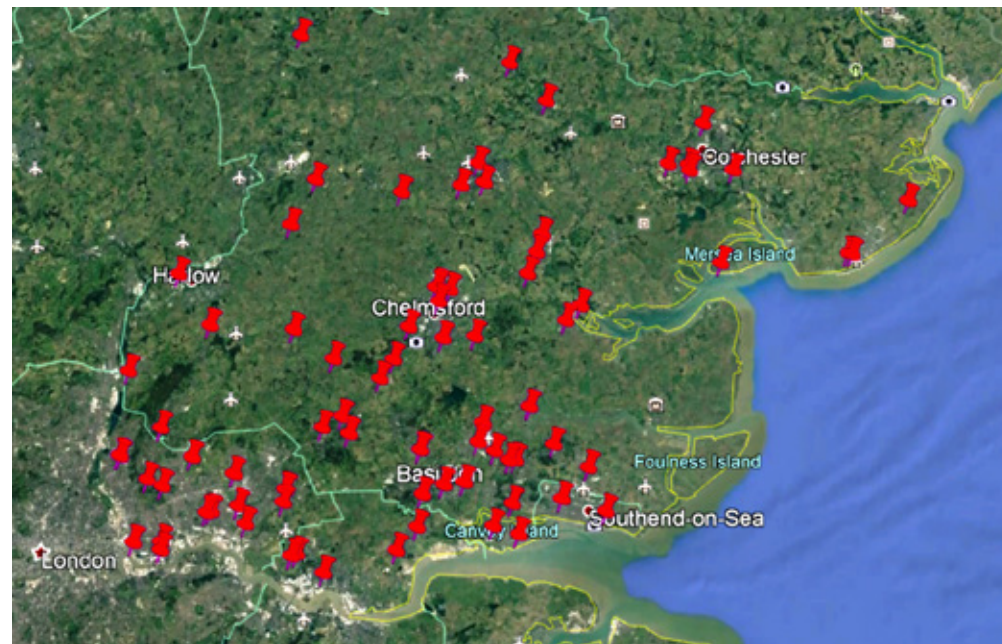 Colchester
Mersea Island
Harlow
Chelmsford
Foulness Island
Basildon
Southend-on-Sea
Canvey Island
London